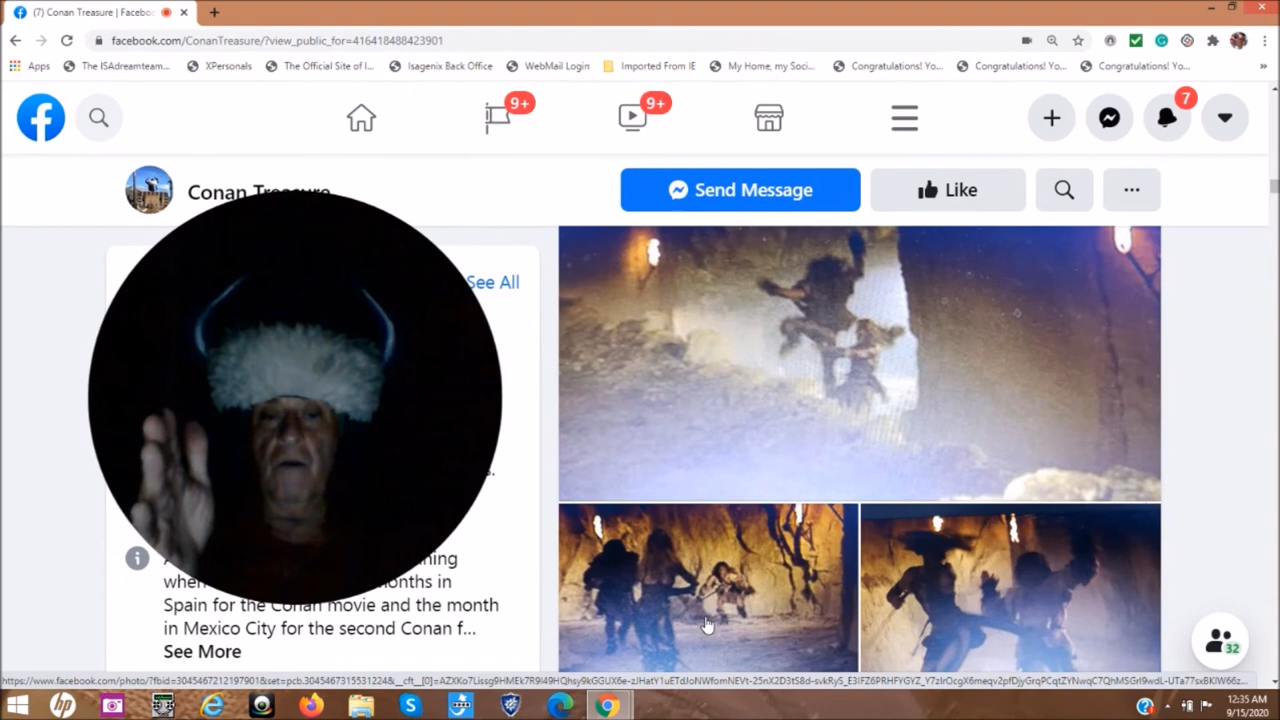 (7) Conan Treasure | Facebo
facebook.com/ConanTreasure/?view_public_for=416418488423901
Apps The ISAdreamteam... XPersonals The Official Site of I... Isagenix Back Office WebMail Login Imported From IE My Home, my Soci... Congratulations! Yo... Congratulations! Yo... Congratulations! Yo... »
9+ 9+ 7
Conan Treasure Send Message Like
See All
when
months in
Spain for the Conan movie and the month
in Mexico City for the second Conan f...
See More
32
12:35 AM
9/15/2020